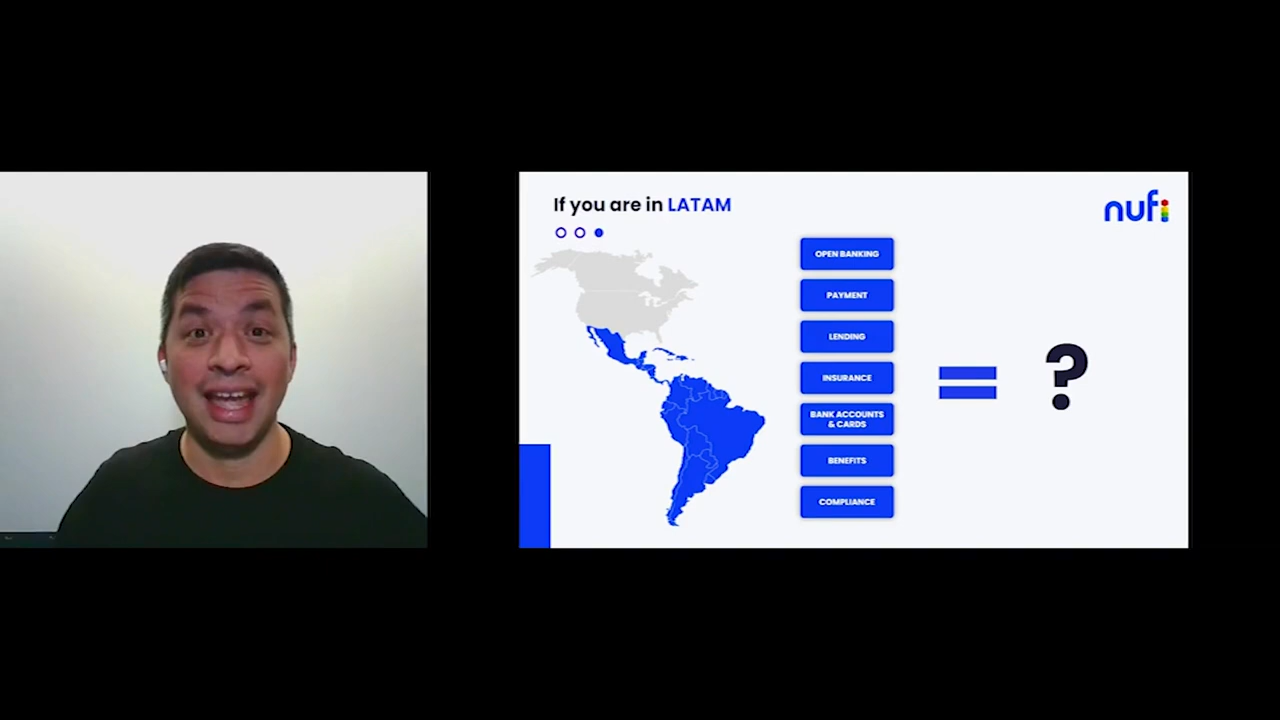 If you are in LATAM
nufi
OPEN BANKING
PAYMENT
LENDING
INSURANCE
BANK ACCOUNTS
& CARDS
BENEFITS
COMPLIANCE
= ?